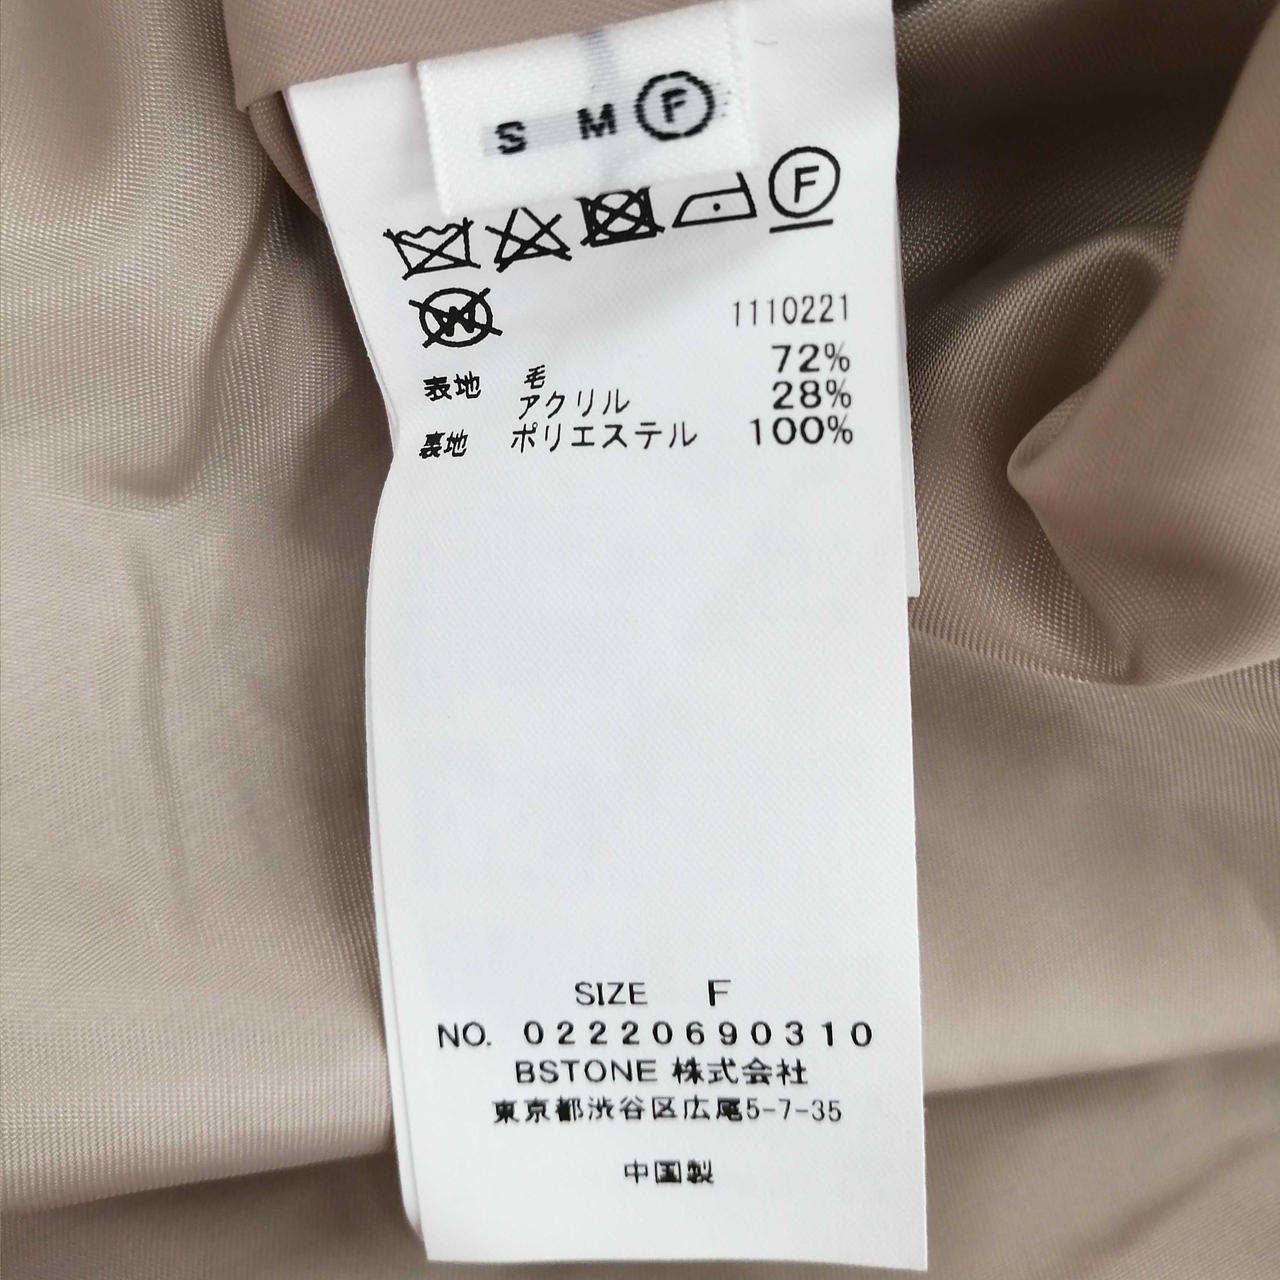 S M F
F
W
1110221
表地 毛 72%
アクリル 28%
裏地 ポリエステル 100%
SIZE F
NO. 02220690310
BSTONE 株式会社
東京都渋谷区広尾5-7-35
中国製